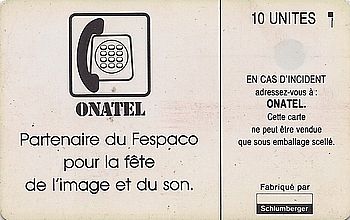 ONATEL
Partenaire du Fespaco
pour la fête
de l'image et du son.
10 UNITES
EN CAS D'INCIDENT
adressez-vous à :
ONATEL.
Cette carte
ne peut être vendue
que sous emballage scellé.
Fabriqué par
Schlumberger